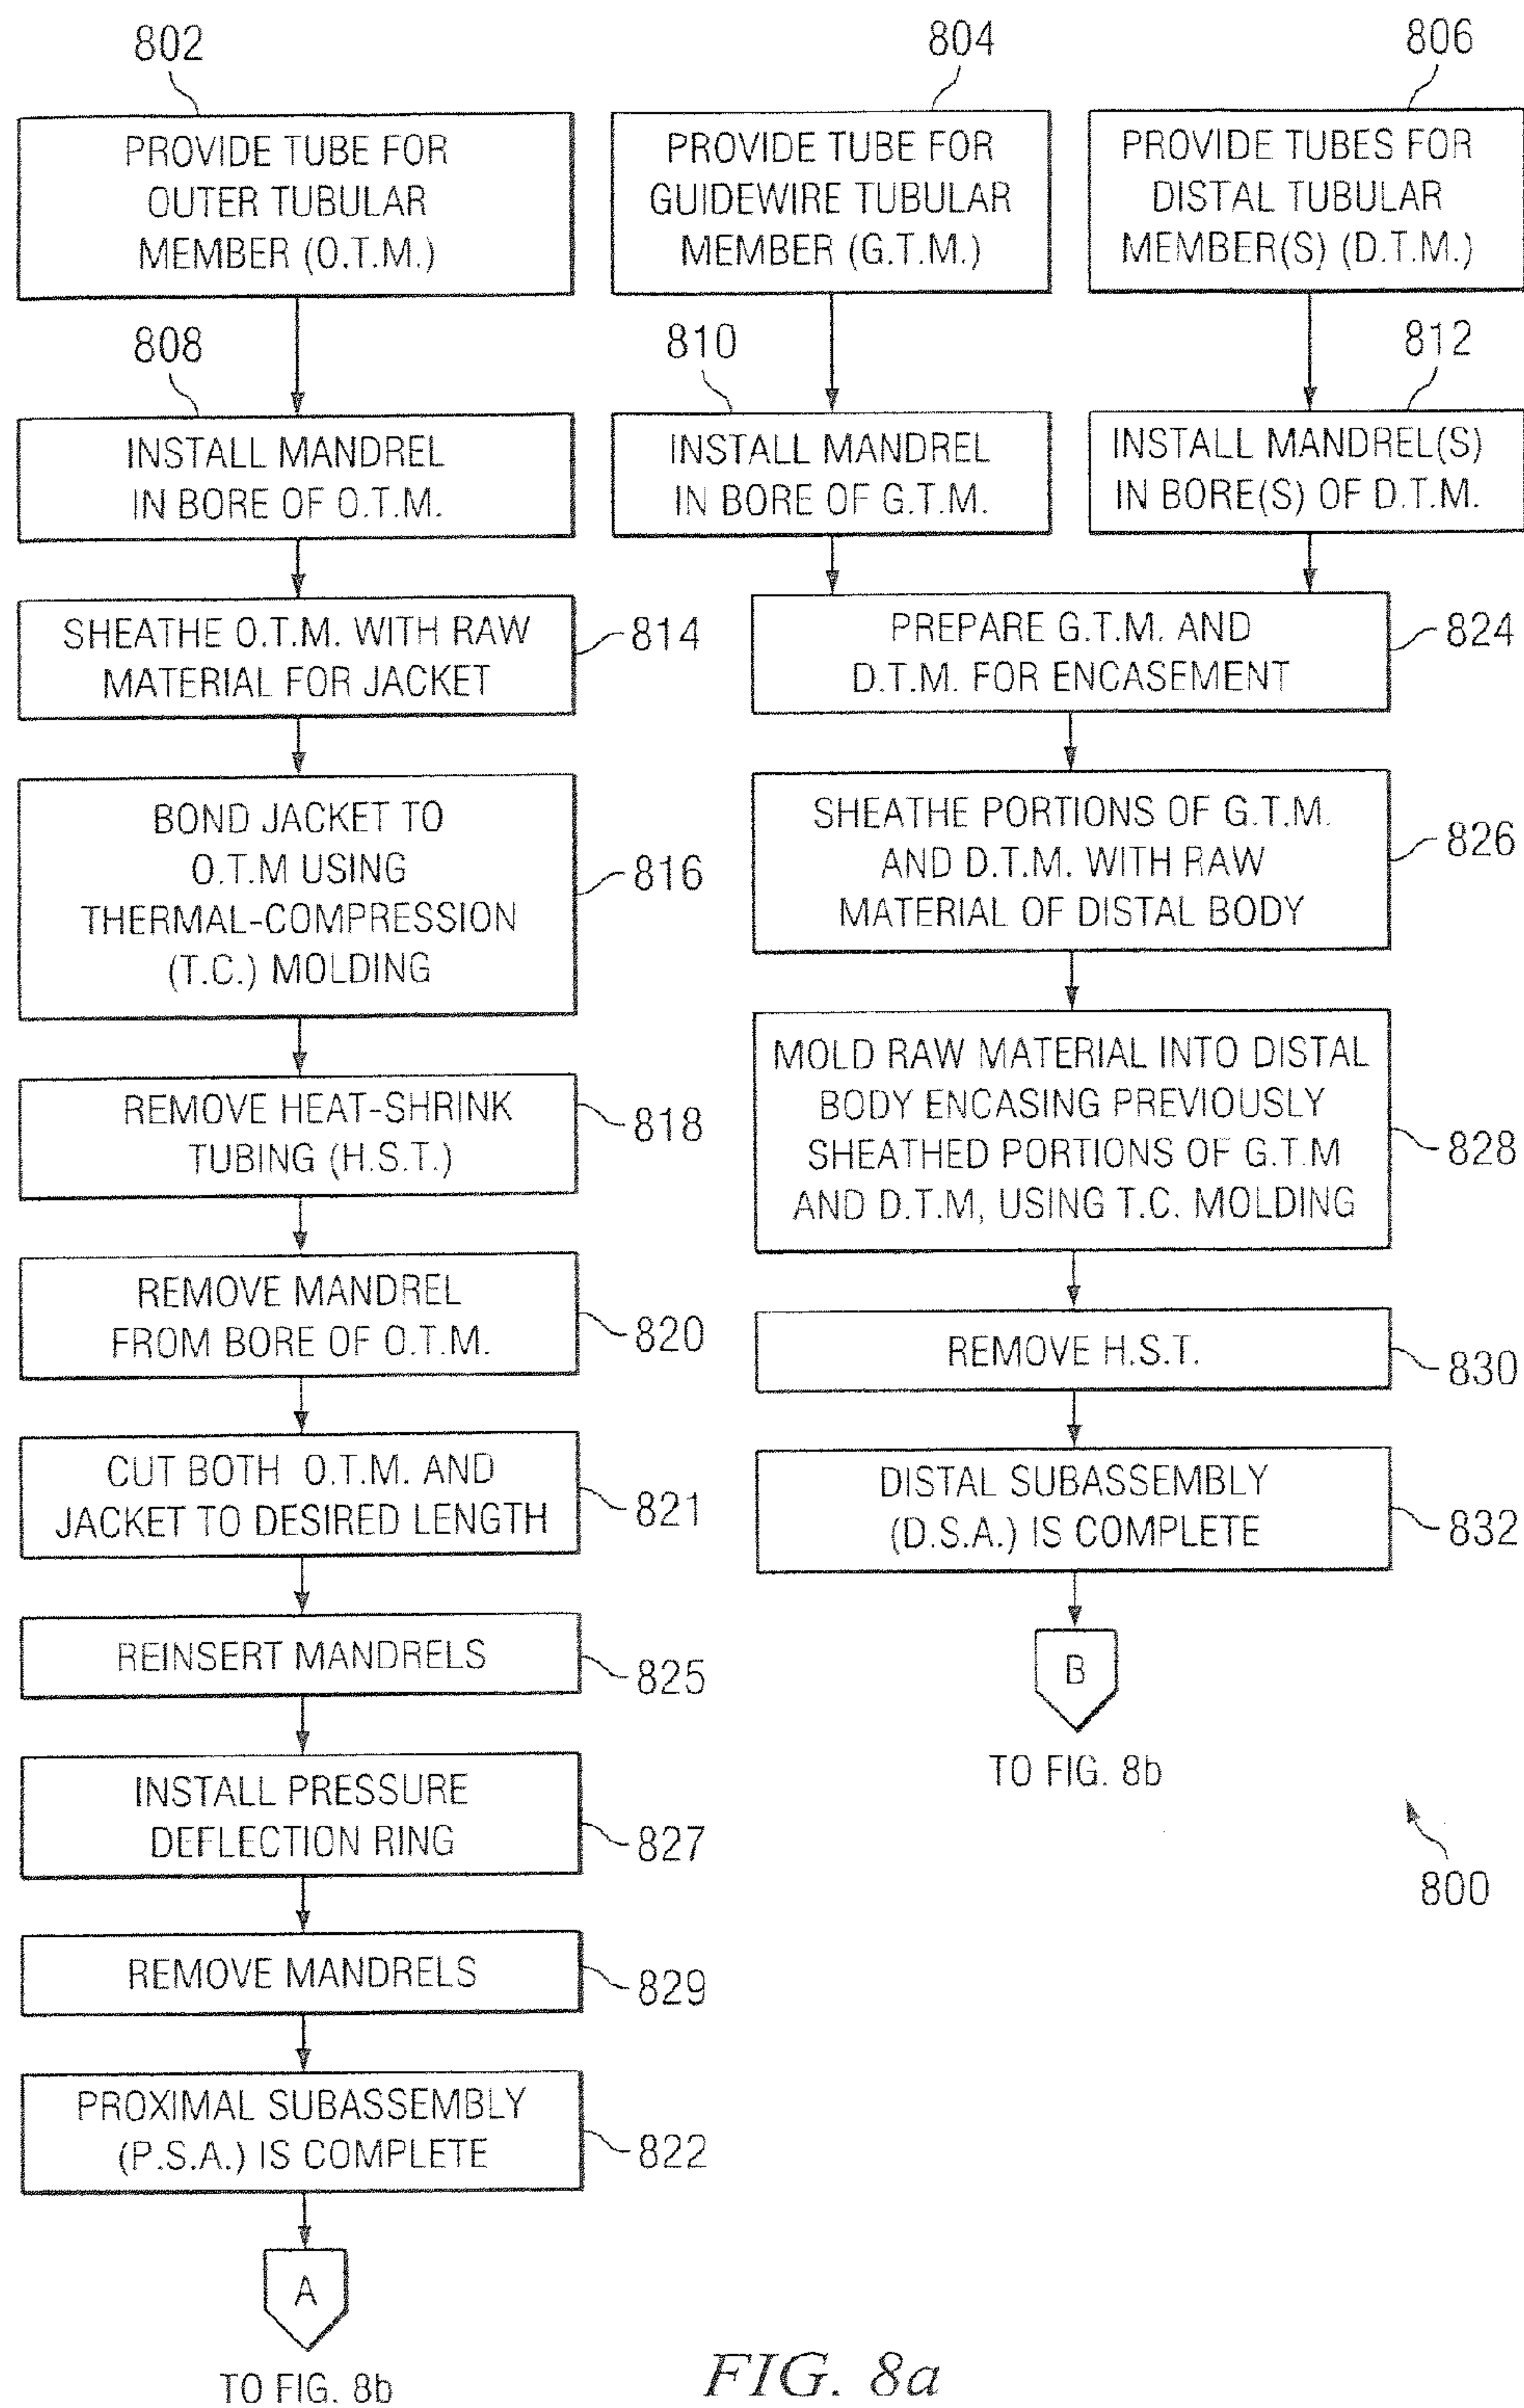 802
PROVIDE TUBE FOR
OUTER TUBULAR
MEMBER (O.T.M.)
808
INSTALL MANDREL
IN BORE OF O.T.M.
SHEATHE O.T.M. WITH RAW
MATERIAL FOR JACKET
814
BOND JACKET TO
O.T.M USING
THERMAL-COMPRESSION
(T.C.) MOLDING
816
REMOVE HEAT-SHRINK
TUBING (H.S.T.)
818
REMOVE MANDREL
FROM BORE OF O.T.M.
820
CUT BOTH O.T.M. AND
JACKET TO DESIRED LENGTH
821
REINSERT MANDRELS
825
INSTALL PRESSURE
DEFLECTION RING
827
REMOVE MANDRELS
829
PROXIMAL SUBASSEMBLY
(P.S.A.) IS COMPLETE
822
A
TO FIG. 8b
804
PROVIDE TUBE FOR
GUIDEWIRE TUBULAR
MEMBER (G.T.M.)
810
INSTALL MANDREL
IN BORE OF G.T.M.
806
PROVIDE TUBES FOR
DISTAL TUBULAR
MEMBER(S) (D.T.M.)
812
INSTALL MANDREL(S)
IN BORE(S) OF D.T.M.
PREPARE G.T.M. AND
D.T.M. FOR ENCASEMENT
824
SHEATHE PORTIONS OF G.T.M.
AND D.T.M. WITH RAW
MATERIAL OF DISTAL BODY
826
MOLD RAW MATERIAL INTO DISTAL
BODY ENCASING PREVIOUSLY
SHEATHED PORTIONS OF G.T.M
AND D.T.M, USING T.C. MOLDING
828
REMOVE H.S.T.
830
DISTAL SUBASSEMBLY
(D.S.A.) IS COMPLETE
832
B
TO FIG. 8b
800
FIG. 8a